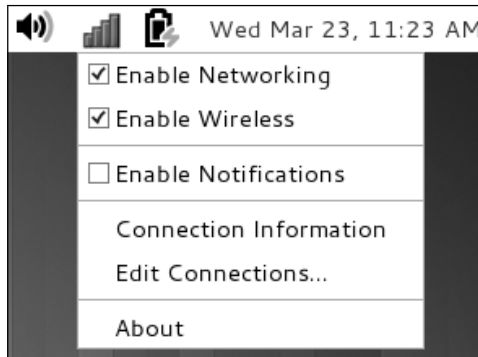 Wed Mar 23, 11:23 AM
Enable Networking
Enable Wireless
Enable Notifications
Connection Information
Edit Connections...
About